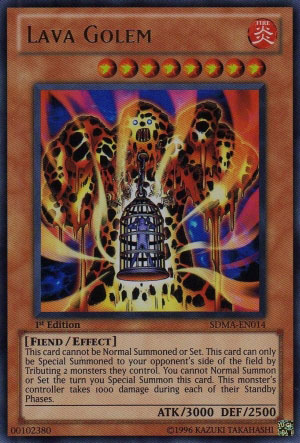 LAVA GOLEM
FIRE
炎
1st Edition
SDMA-EN014
[FIEND / EFFECT]
This card cannot be Normal Summoned or Set. This card can only
be Special Summoned to your opponent's side of the field by
Tributing 2 monsters they control. You cannot Normal Summon
or Set the turn you Special Summon this card. This monster's
controller takes 1000 damage during each of their Standby
Phases.
ATK/3000 DEF/2500
00102380
©1996 KAZUKI TAKAHASHI